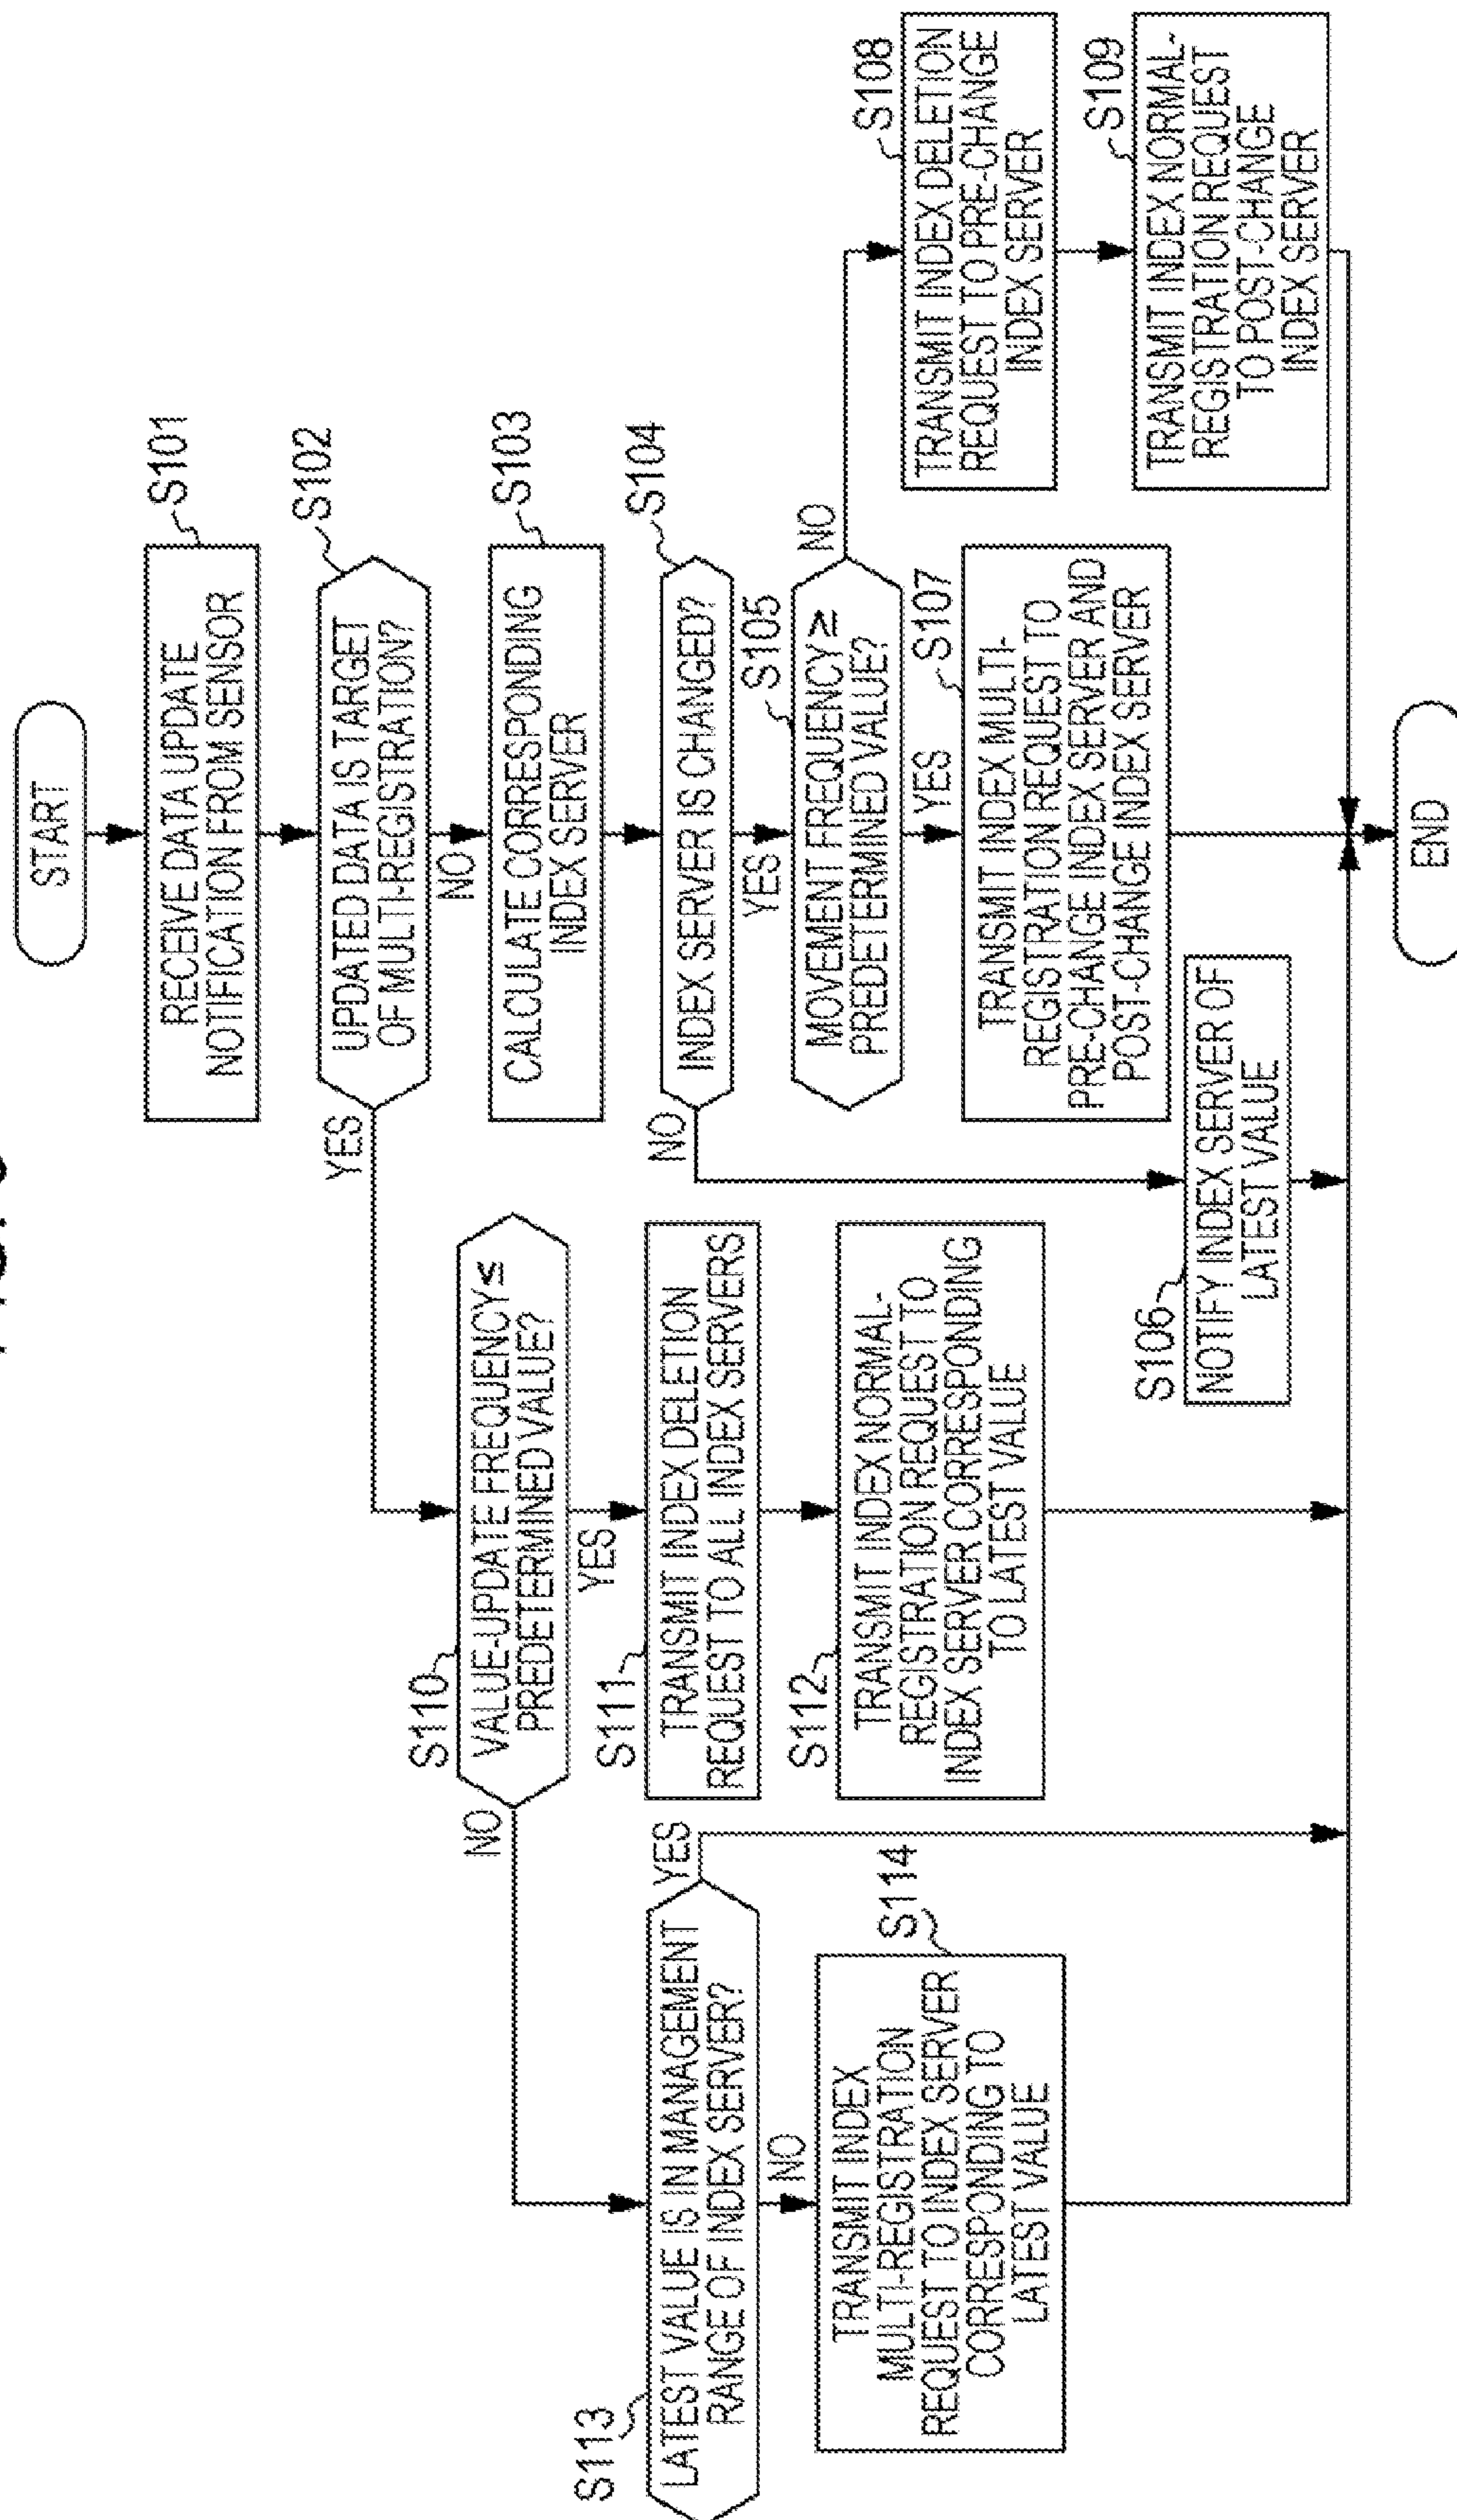 START
S101
RECEIVE DATA UPDATE
NOTIFICATION FROM SENSOR
S102
UPDATED DATA IS TARGET
OF MULTI-REGISTRATION?
YES
NO
S103
CALCULATE CORRESPONDING
INDEX SERVER
S104
INDEX SERVER IS CHANGED?
NO
YES
S105
MOVEMENT FREQUENCY ≥
PREDETERMINED VALUE?
NO
YES
S107
TRANSMIT INDEX MULTI-
REGISTRATION REQUEST TO
PRE-CHANGE INDEX SERVER AND
POST-CHANGE INDEX SERVER
S108
TRANSMIT INDEX DELETION
REQUEST TO PRE-CHANGE
INDEX SERVER
S109
TRANSMIT INDEX NORMAL-
REGISTRATION REQUEST
TO POST-CHANGE
INDEX SERVER
S106
NOTIFY INDEX SERVER OF
LATEST VALUE
S110
VALUE-UPDATE FREQUENCY ≤
PREDETERMINED VALUE?
NO
YES
S111
TRANSMIT INDEX DELETION
REQUEST TO ALL INDEX SERVERS
S112
TRANSMIT INDEX NORMAL-
REGISTRATION REQUEST TO
INDEX SERVER CORRESPONDING
TO LATEST VALUE
S113
LATEST VALUE IS IN MANAGEMENT
RANGE OF INDEX SERVER?
YES
NO
S114
TRANSMIT INDEX
MULTI-REGISTRATION
REQUEST TO INDEX SERVER
CORRESPONDING TO
LATEST VALUE
END